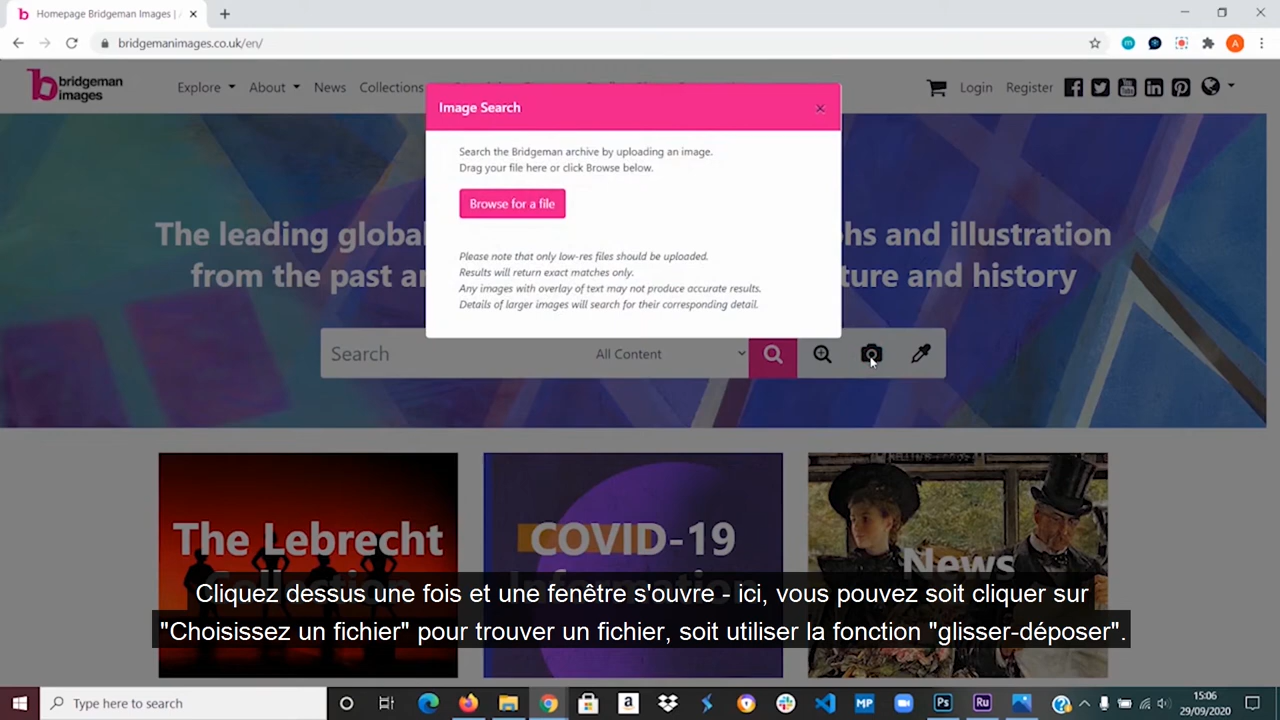 Homepage Bridgeman Images | /
bridgemanimages.co.uk/en/
bridgeman
images
Explore
About
News
Collections
Login
Register
Image Search
Search the Bridgeman archive by uploading an image.
Drag your file here or click Browse below.
Browse for a file
Please note that only low-res files should be uploaded.
Results will return exact matches only.
Any images with overlay of text may not produce accurate results.
Details of larger images will search for their corresponding detail.
The leading global hs and illustration
from the past ture and history
Search
All Content
The Lebrecht
Collection
COVID-19
Information
News
Cliquez dessus une fois et une fenêtre s'ouvre - ici, vous pouvez soit cliquer sur
"Choisissez un fichier" pour trouver un fichier, soit utiliser la fonction "glisser-déposer".
Type here to search
15:06
29/09/2020